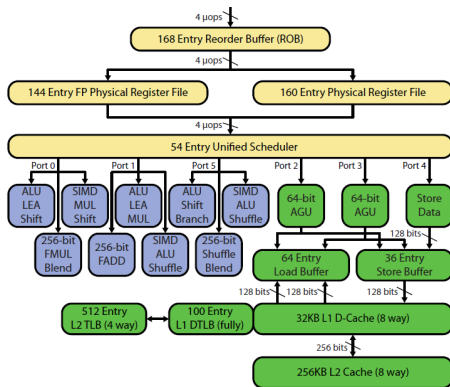 4 μops
168 Entry Reorder Buffer (ROB)
4 μops
144 Entry FP Physical Register File
160 Entry Physical Register File
4 μops
54 Entry Unified Scheduler
Port 0
Port 1
Port 5
Port 2
Port 3
Port 4
ALU
LEA
Shift
SIMD
MUL
Shift
ALU
LEA
MUL
ALU
Shift
Branch
SIMD
ALU
Shuffle
64-bit
AGU
64-bit
AGU
Store
Data
256-bit
FMUL
Blend
256-bit
FADD
SIMD
ALU
Shuffle
256-bit
Shuffle
Blend
128 bits
64 Entry
Load Buffer
36 Entry
Store Buffer
128 bits
128 bits
128 bits
512 Entry
L2 TLB (4 way)
100 Entry
L1 DTLB (fully)
32KB L1 D-Cache (8 way)
256 bits
256KB L2 Cache (8 way)